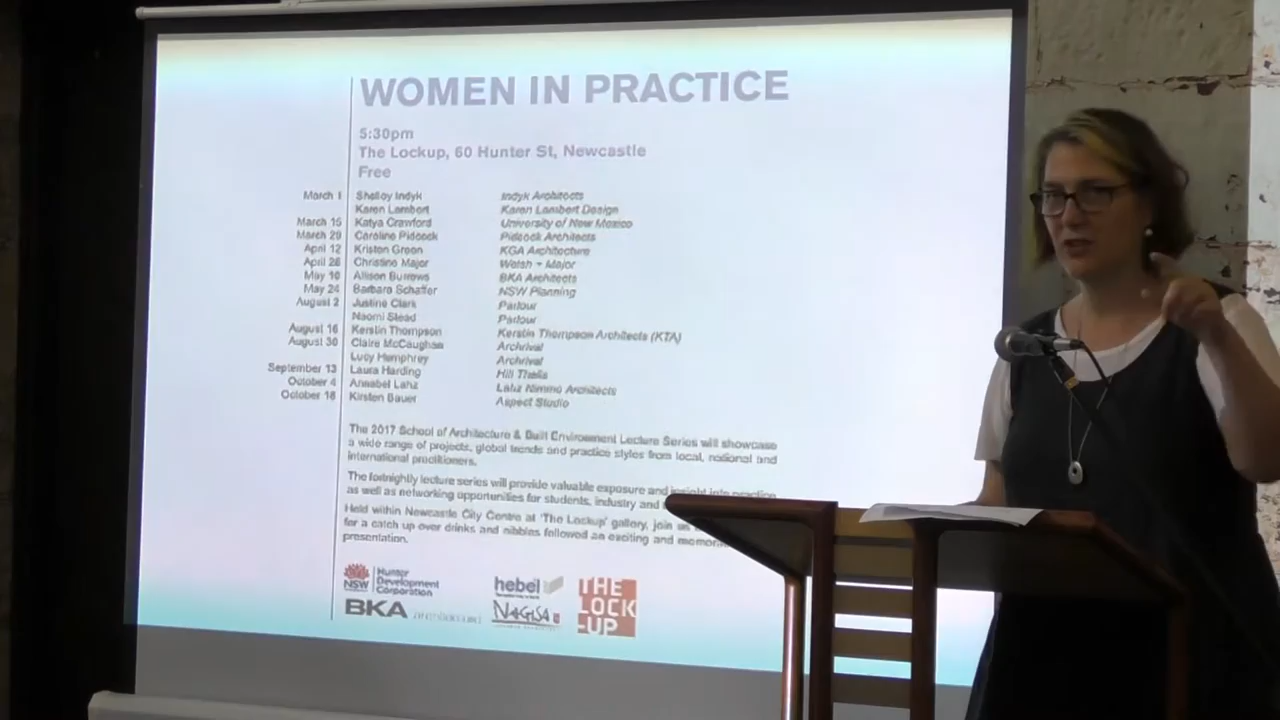 WOMEN IN PRACTICE
5:30pm
The Lockup, 60 Hunter St, Newcastle
Free
March 1 Shelley Indyk Indyk Architects
Karen Lambert Karen Lambert Design
March 15 Katya Crawford University of New Mexico
March 29 Caroline Pidcock Pidcock Architects
April 12 Kristen Green KGA Architecture
April 26 Christina Major Welsh + Major
May 10 Allison Burrows BKA Architects
May 24 Barbara Schaffer NSW Planning
August 2 Justine Clark Parlour
Naomi Stead Parlour
August 16 Kerstin Thompson Kerstin Thompson Architects (KTA)
August 30 Claire McCaughan Archrival
Lucy Humphrey Archrival
September 13 Laura Harding Hill Thalis
October 4 Annabel Lahz Lahz Nimmo Architects
October 18 Kirsten Bauer Aspect Studio
The 2017 School of Architecture & Built Environment Lecture Series will showcase
a wide range of projects, global trends and practice styles from local, national and
international practitioners.
The fortnightly lecture series will provide valuable exposure and insight into practice
as well as networking opportunities for students, industry and
Held within Newcastle City Centre at 'The Lockup' gallery, join us
for a catch up over drinks and nibbles followed an exciting and
presentation.
NSW
Hunter
Development
Corporation
hebel
THE
LOCK
-UP
BKA architecture
NAGISA